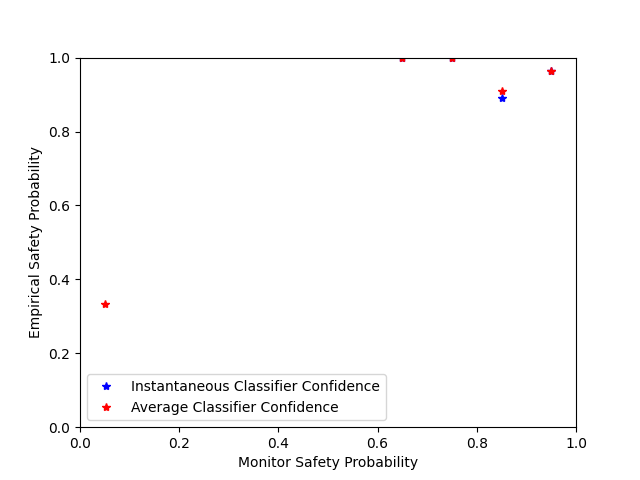 1.0
0.8
0.6
0.4
0.2
0.0
Empirical Safety Probability
Instantaneous Classifier Confidence
Average Classifier Confidence
0.0 0.2 0.4 0.6 0.8 1.0
Monitor Safety Probability